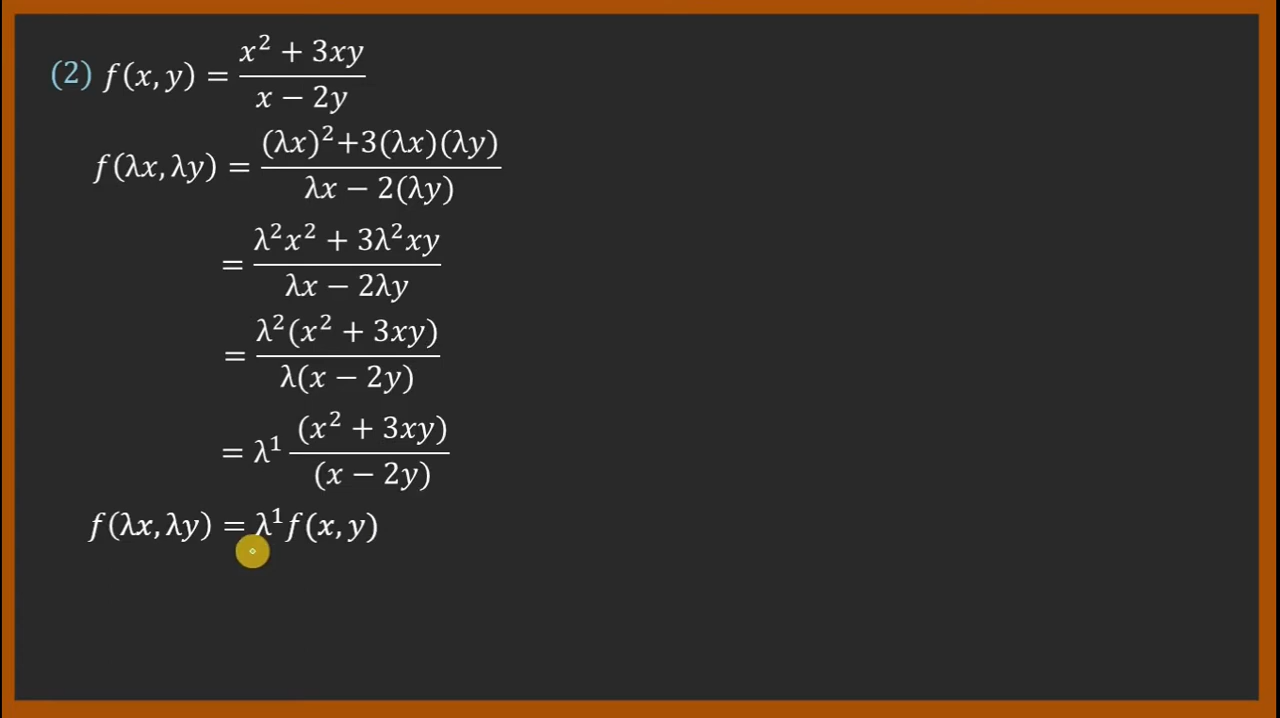 (2) f(x, y) = (x² + 3xy)/(x − 2y)
f(λx, λy) = ((λx)²+3(λx)(λy))/(λx − 2(λy))
= (λ²x² + 3λ²xy)/(λx − 2λy)
= (λ²(x² + 3xy))/(λ(x − 2y))
= λ¹ (x² + 3xy)/(x − 2y)
f(λx, λy) = λ¹f(x, y)